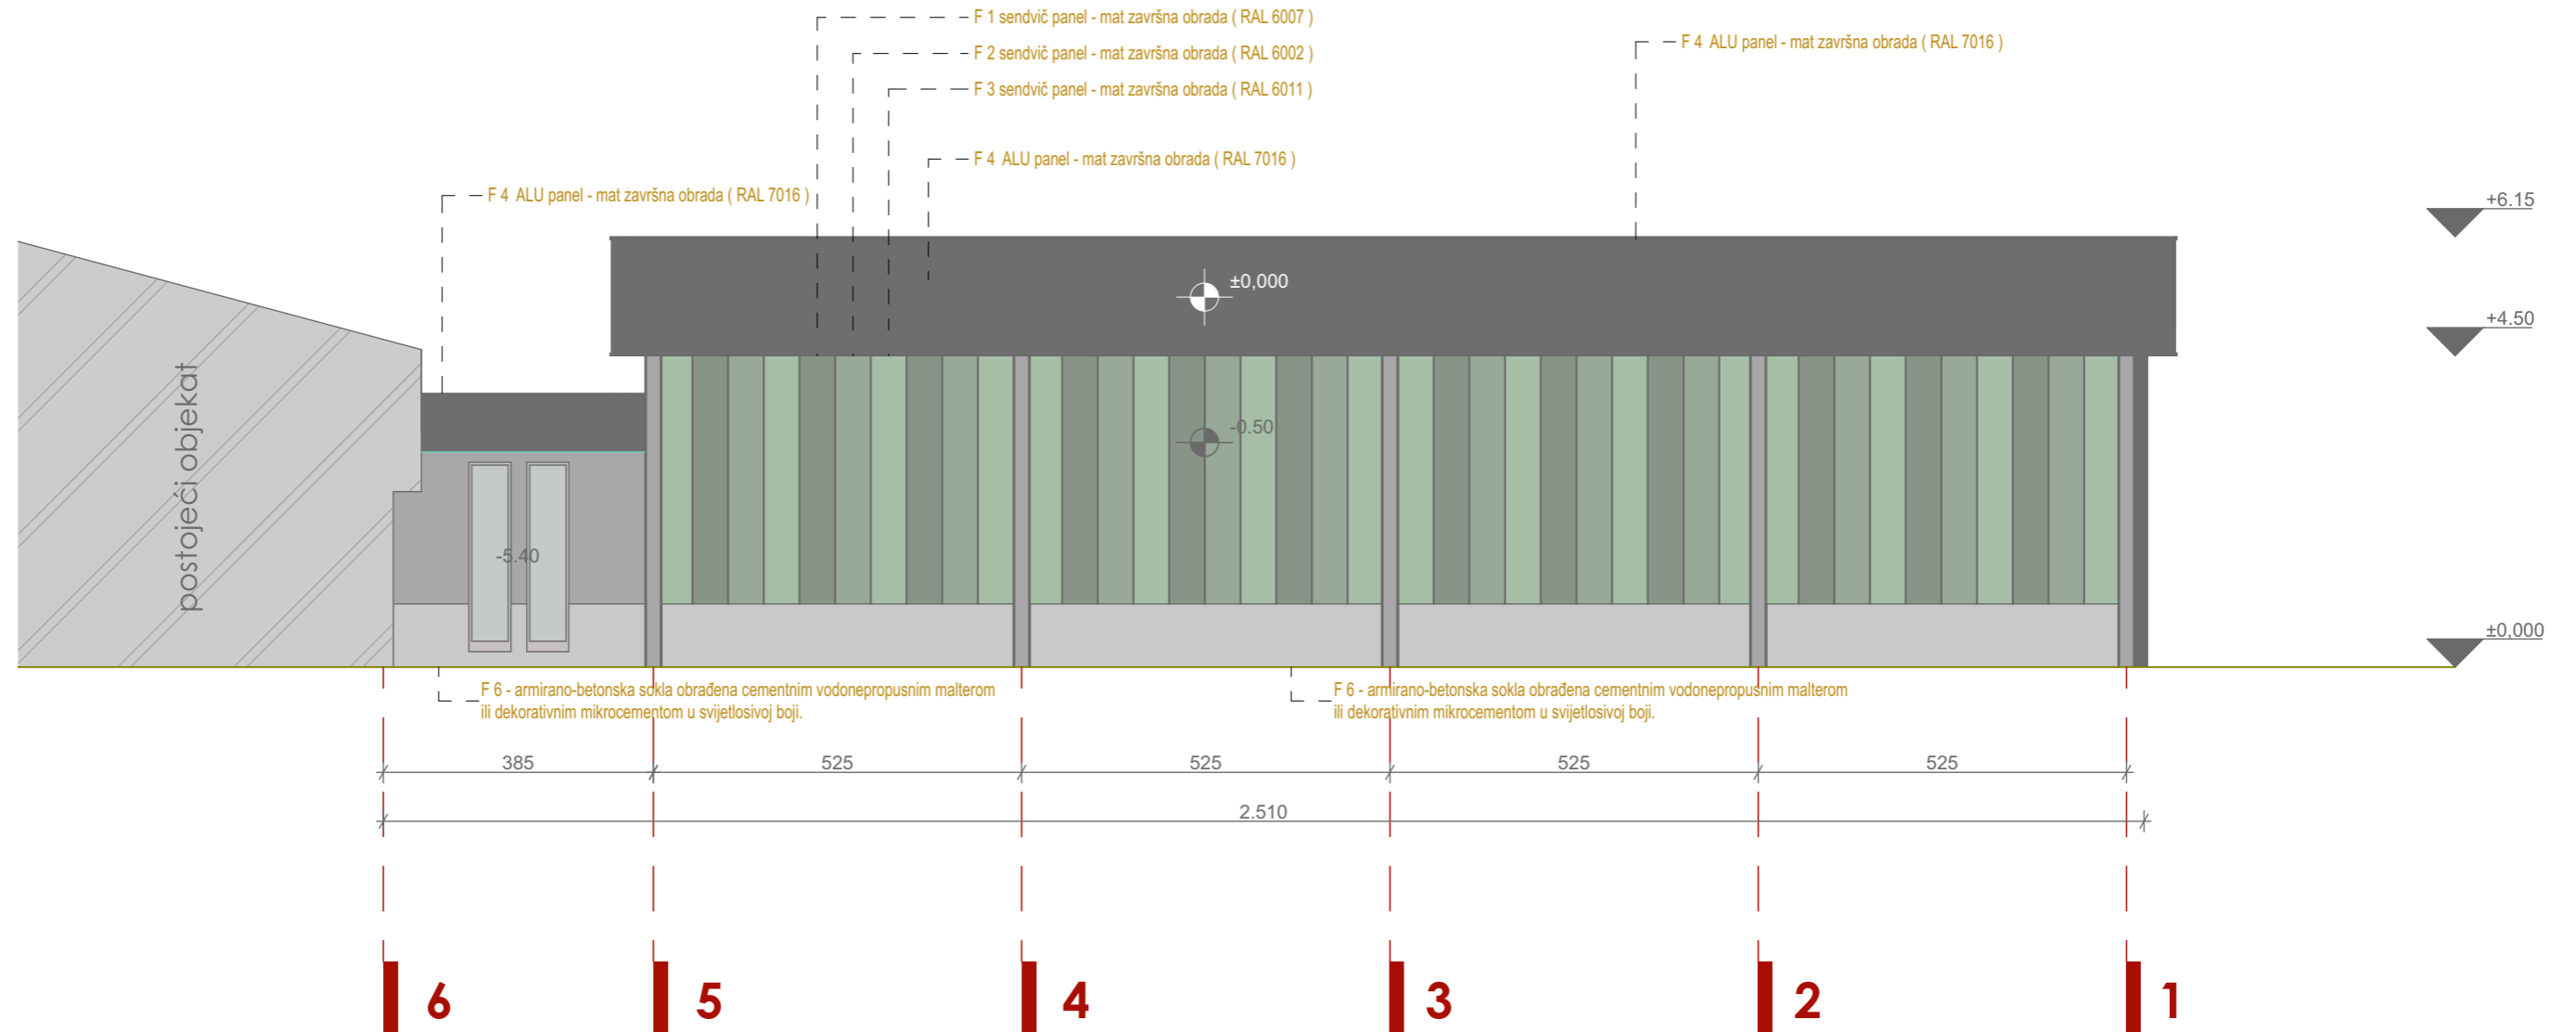 F 1 sendvič panel - mat završna obrada ( RAL 6007 )
F 2 sendvič panel - mat završna obrada ( RAL 6002 )
F 4  ALU panel - mat završna obrada ( RAL 7016 )
F 3 sendvič panel - mat završna obrada ( RAL 6011 )
F 4  ALU panel - mat završna obrada ( RAL 7016 )
F 4  ALU panel - mat završna obrada ( RAL 7016 )
+6.15
±0,000
+4.50
postojeći objekat
-0.50
-5.40
±0,000
F 6 - armirano-betonska sokla obrađena cementnim vodonepropusnim malterom
ili dekorativnim mikrocementom u svijetlosivoj boji.
F 6 - armirano-betonska sokla obrađena cementnim vodonepropusnim malterom
ili dekorativnim mikrocementom u svijetlosivoj boji.
385
525
525
525
525
2.510
6
5
4
3
2
1